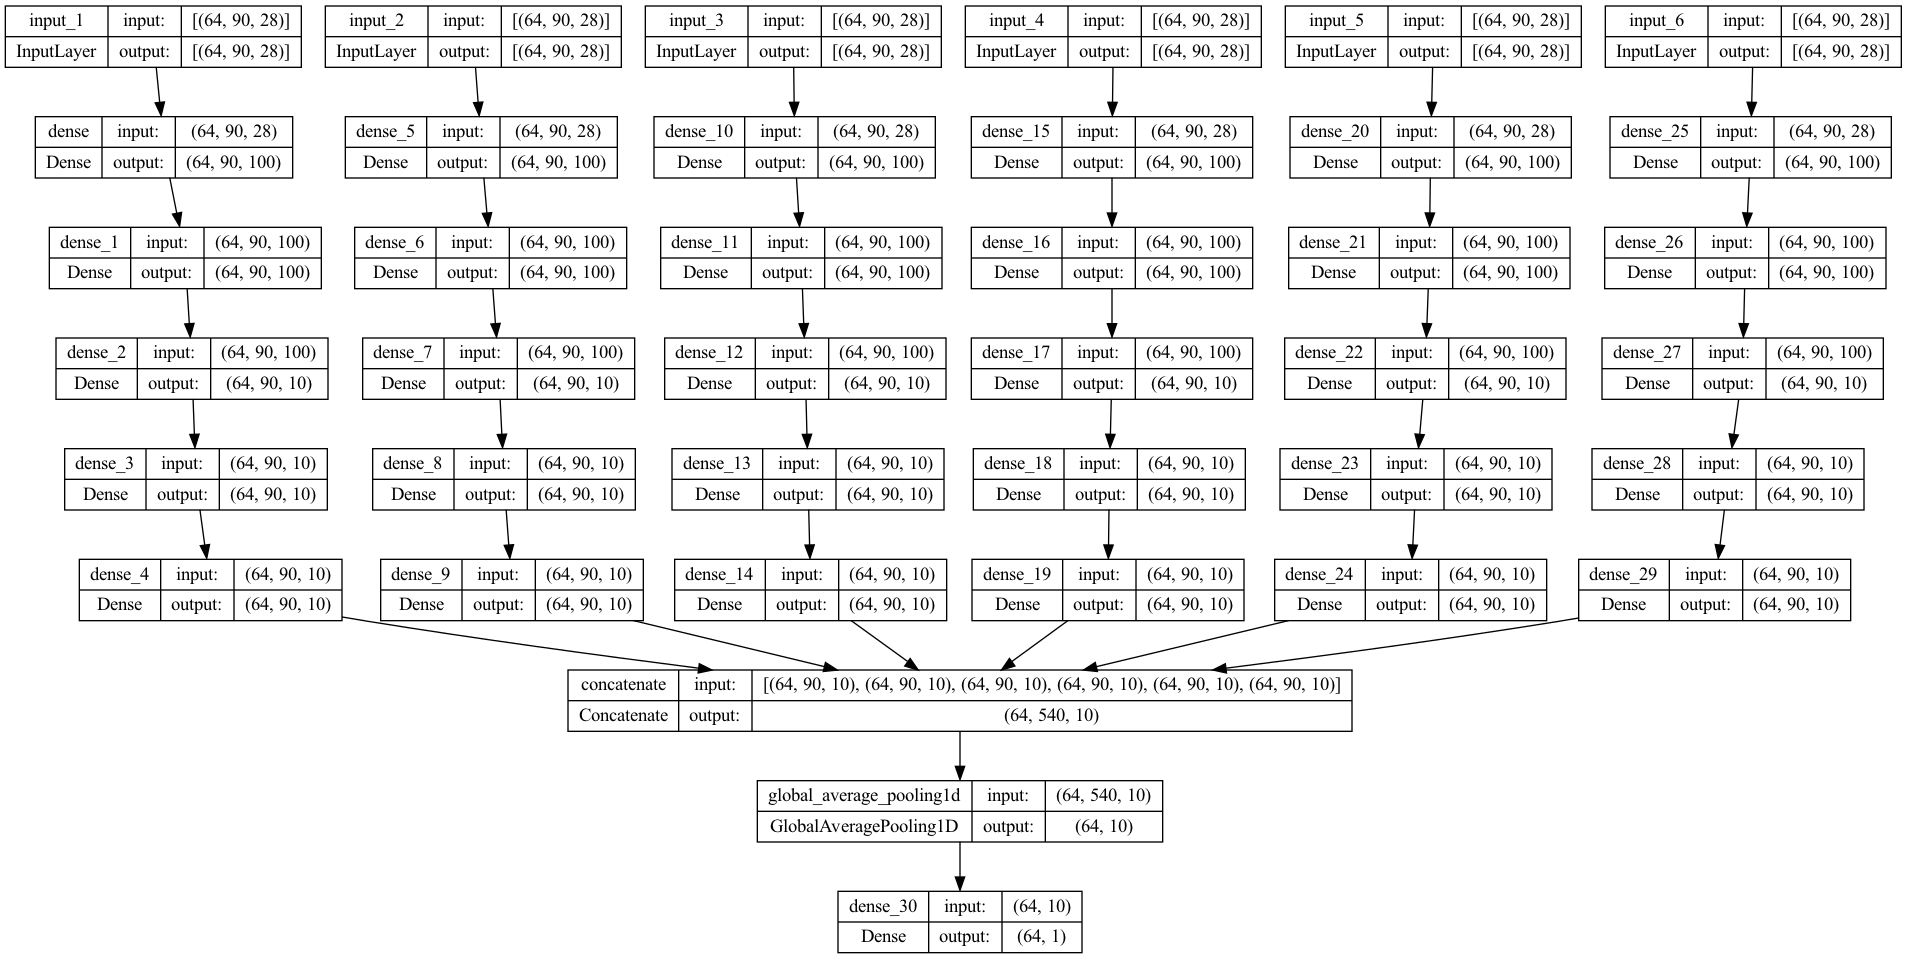 input_1 input: [(64, 90, 28)] input_2 input: [(64, 90, 28)] input_3 input: [(64, 90, 28)] input_4 input: [(64, 90, 28)] input_5 input: [(64, 90, 28)] input_6 input: [(64, 90, 28)]
InputLayer output: [(64, 90, 28)] InputLayer output: [(64, 90, 28)] InputLayer output: [(64, 90, 28)] InputLayer output: [(64, 90, 28)] InputLayer output: [(64, 90, 28)] InputLayer output: [(64, 90, 28)]
dense input: (64, 90, 28) dense_5 input: (64, 90, 28) dense_10 input: (64, 90, 28) dense_15 input: (64, 90, 28) dense_20 input: (64, 90, 28) dense_25 input: (64, 90, 28)
Dense output: (64, 90, 100) Dense output: (64, 90, 100) Dense output: (64, 90, 100) Dense output: (64, 90, 100) Dense output: (64, 90, 100) Dense output: (64, 90, 100)
dense_1 input: (64, 90, 100) dense_6 input: (64, 90, 100) dense_11 input: (64, 90, 100) dense_16 input: (64, 90, 100) dense_21 input: (64, 90, 100) dense_26 input: (64, 90, 100)
Dense output: (64, 90, 100) Dense output: (64, 90, 100) Dense output: (64, 90, 100) Dense output: (64, 90, 100) Dense output: (64, 90, 100) Dense output: (64, 90, 100)
dense_2 input: (64, 90, 100) dense_7 input: (64, 90, 100) dense_12 input: (64, 90, 100) dense_17 input: (64, 90, 100) dense_22 input: (64, 90, 100) dense_27 input: (64, 90, 100)
Dense output: (64, 90, 10) Dense output: (64, 90, 10) Dense output: (64, 90, 10) Dense output: (64, 90, 10) Dense output: (64, 90, 10) Dense output: (64, 90, 10)
dense_3 input: (64, 90, 10) dense_8 input: (64, 90, 10) dense_13 input: (64, 90, 10) dense_18 input: (64, 90, 10) dense_23 input: (64, 90, 10) dense_28 input: (64, 90, 10)
Dense output: (64, 90, 10) Dense output: (64, 90, 10) Dense output: (64, 90, 10) Dense output: (64, 90, 10) Dense output: (64, 90, 10) Dense output: (64, 90, 10)
dense_4 input: (64, 90, 10) dense_9 input: (64, 90, 10) dense_14 input: (64, 90, 10) dense_19 input: (64, 90, 10) dense_24 input: (64, 90, 10) dense_29 input: (64, 90, 10)
Dense output: (64, 90, 10) Dense output: (64, 90, 10) Dense output: (64, 90, 10) Dense output: (64, 90, 10) Dense output: (64, 90, 10) Dense output: (64, 90, 10)
concatenate input: [(64, 90, 10), (64, 90, 10), (64, 90, 10), (64, 90, 10), (64, 90, 10), (64, 90, 10)]
Concatenate output: (64, 540, 10)
global_average_pooling1d input: (64, 540, 10)
GlobalAveragePooling1D output: (64, 10)
dense_30 input: (64, 10)
Dense output: (64, 1)